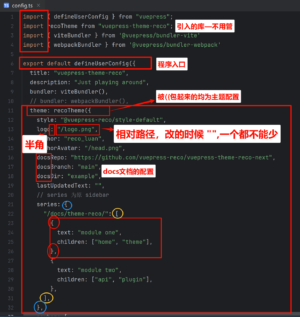 config.ts
import { defineUserConfig } from "vuepress";
import recoTheme from "vuepress-theme-reco";
引入的库一不用管
import { viteBundler } from '@vuepress/bundler-vite'
import { webpackBundler } from '@vuepress/bundler-webpack'
export default defineUserConfig({
程序入口
title: "vuepress-theme-reco",
description: "Just playing around",
bundler: viteBundler(),
// bundler: webpackBundler(),
被({包起来的均为主题配置
theme: recoTheme({
style: "@vuepress-reco/style-default",
logo: "/logo.png",
相对路径，改的时候 "",一个都不能少
author: "reco_luan",
authorAvatar: "/head.png",
半角
docsRepo: "https://github.com/vuepress-reco/vuepress-theme-reco-next",
docsBranch: "main",
docs文档的配置
docsDir: "example",
lastUpdatedText: "",
// series 为原 sidebar
series: {
"/docs/theme-reco/": [
{
text: "module one",
children: ["home", "theme"],
},
{
text: "module two",
children: ["api", "plugin"],
},
],
},